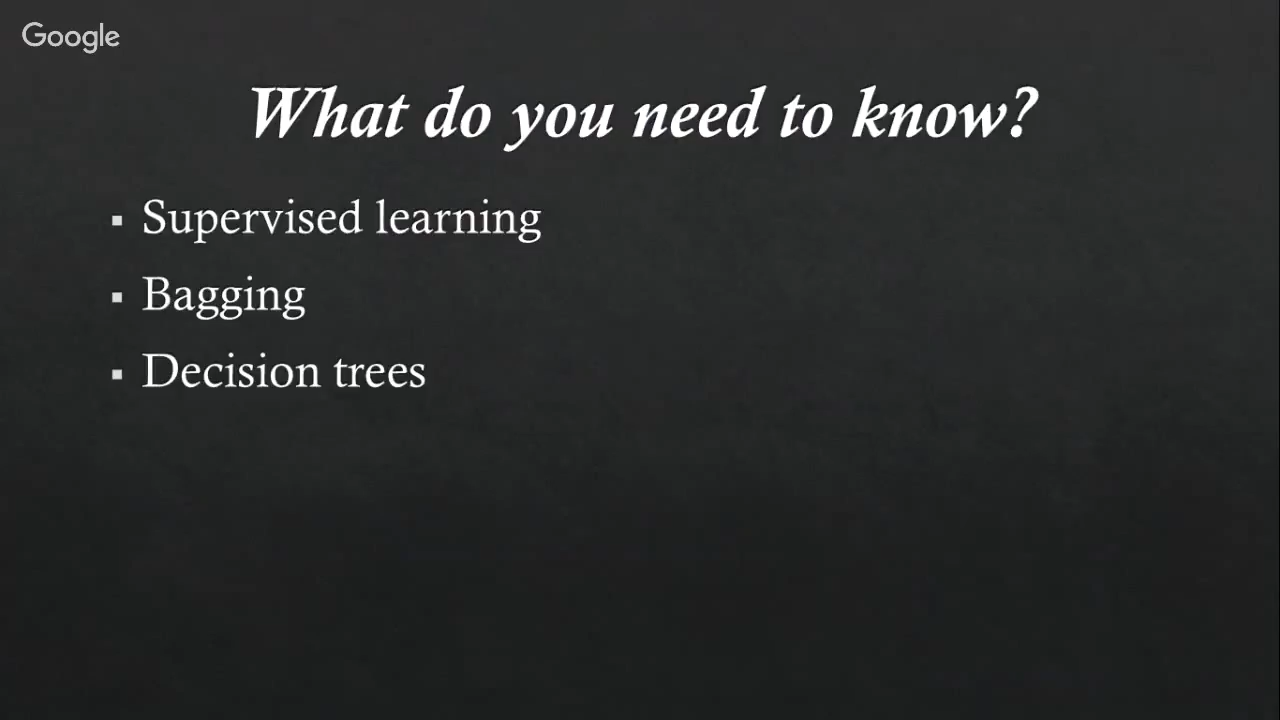 Google
What do you need to know?
▪ Supervised learning
▪ Bagging
▪ Decision trees